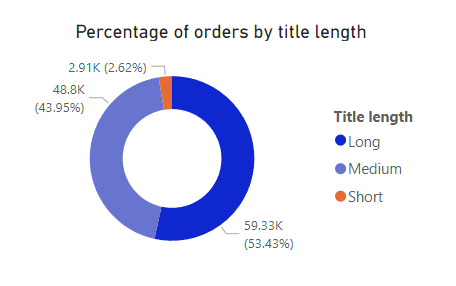 Percentage of orders by title length
2.91K (2.62%)
48.8K
(43.95%)
Title length
Long
Medium
Short
59.33K
(53.43%)